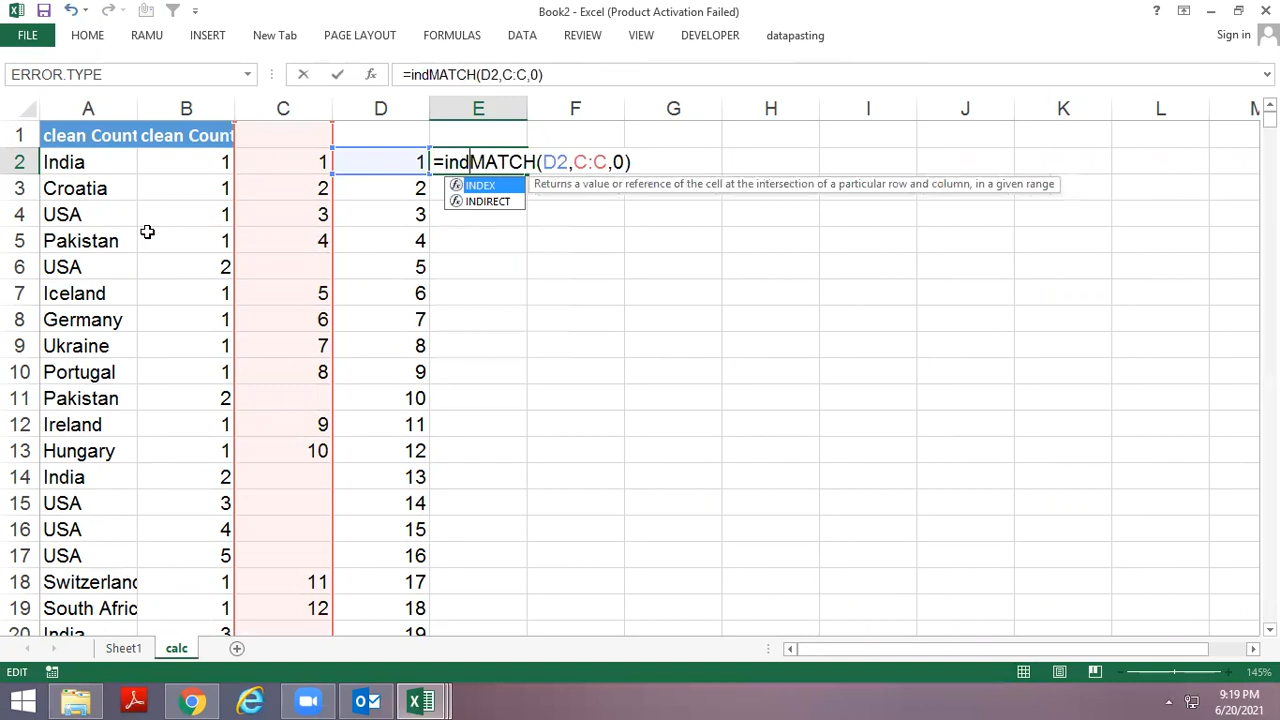 Book2 - Excel (Product Activation Failed)
FILE HOME RAMU INSERT New Tab PAGE LAYOUT FORMULAS DATA REVIEW VIEW DEVELOPER datapasting Sign in
ERROR.TYPE =indMATCH(D2,C:C,0)
A B C D E F G H I J K L M
1 clean Count clean Count
2 India 1 1 1 =indMATCH(D2,C:C,0)
INDEX Returns a value or reference of the cell at the intersection of a particular row and column, in a given range
3 Croatia 1 2 2
INDIRECT
4 USA 1 3 3
5 Pakistan 1 4 4
6 USA 2 5
7 Iceland 1 5 6
8 Germany 1 6 7
9 Ukraine 1 7 8
10 Portugal 1 8 9
11 Pakistan 2 10
12 Ireland 1 9 11
13 Hungary 1 10 12
14 India 2 13
15 USA 3 14
16 USA 4 15
17 USA 5 16
18 Switzerland 1 11 17
19 South Afric 1 12 18
20 India 3 19
Sheet1 calc
EDIT 145%
9:19 PM
6/20/2021